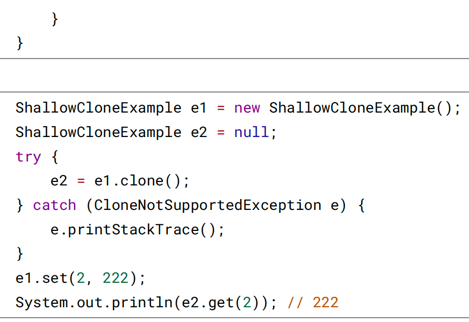 }
}
ShallowCloneExample e1 = new ShallowCloneExample();
ShallowCloneExample e2 = null;
try {
    e2 = e1.clone();
} catch (CloneNotSupportedException e) {
    e.printStackTrace();
}
e1.set(2, 222);
System.out.println(e2.get(2)); // 222